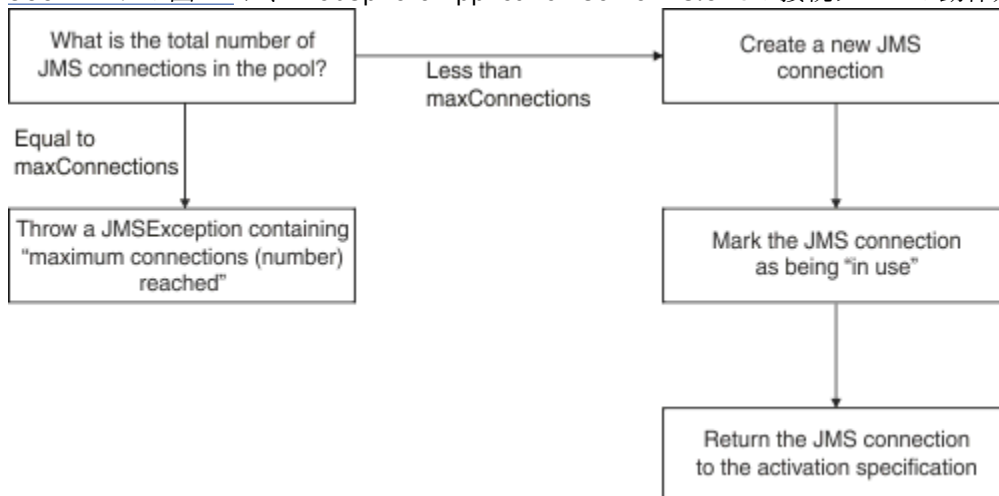 What is the total number of
JMS connections in the pool?
Less than
maxConnections
Create a new JMS
connection
Equal to
maxConnections
Throw a JMSException containing
“maximum connections (number)
reached”
Mark the JMS connection
as being “in use”
Return the JMS connection
to the activation specification